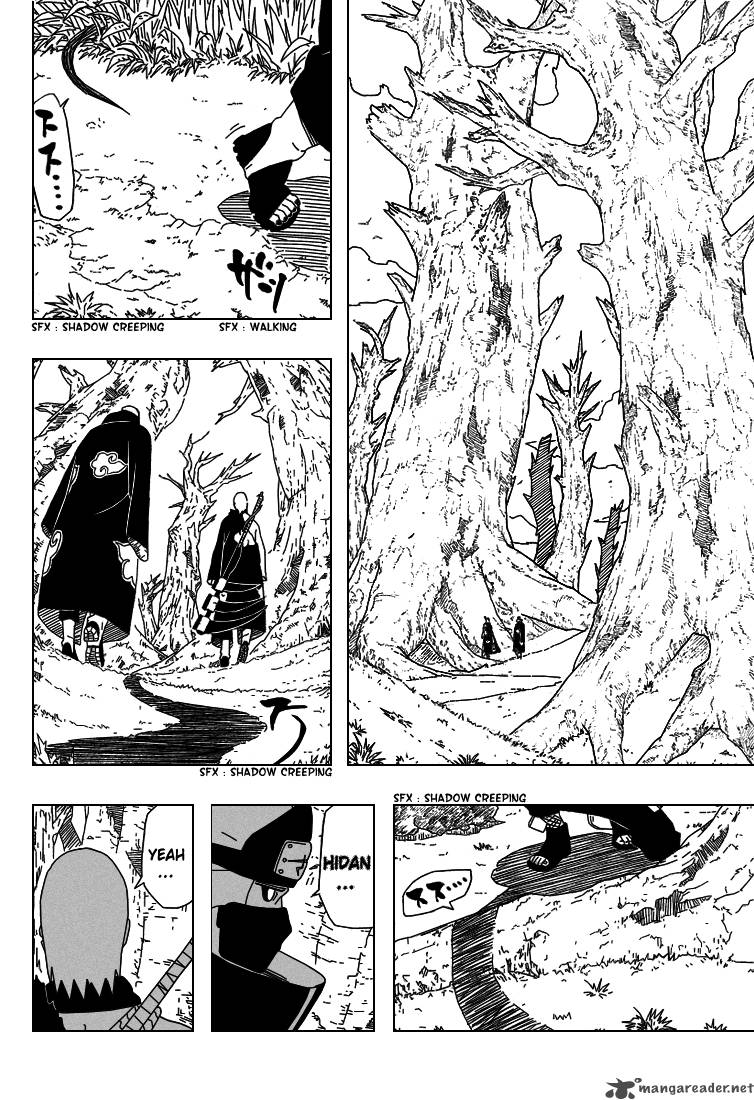 スス....
ザッ
SFX : SHADOW CREEPING
SFX : WALKING
ス
SFX : SHADOW CREEPING
SFX : SHADOW CREEPING
スス....
HIDAN
...
YEAH
...
mangareader.net